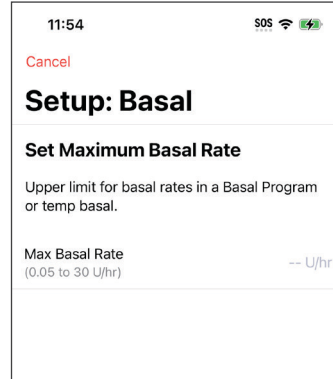 11:54
SOS
Cancel
Setup: Basal
Set Maximum Basal Rate
Upper limit for basal rates in a Basal Program
or temp basal.
Max Basal Rate
(0.05 to 30 U/hr)
-- U/hr